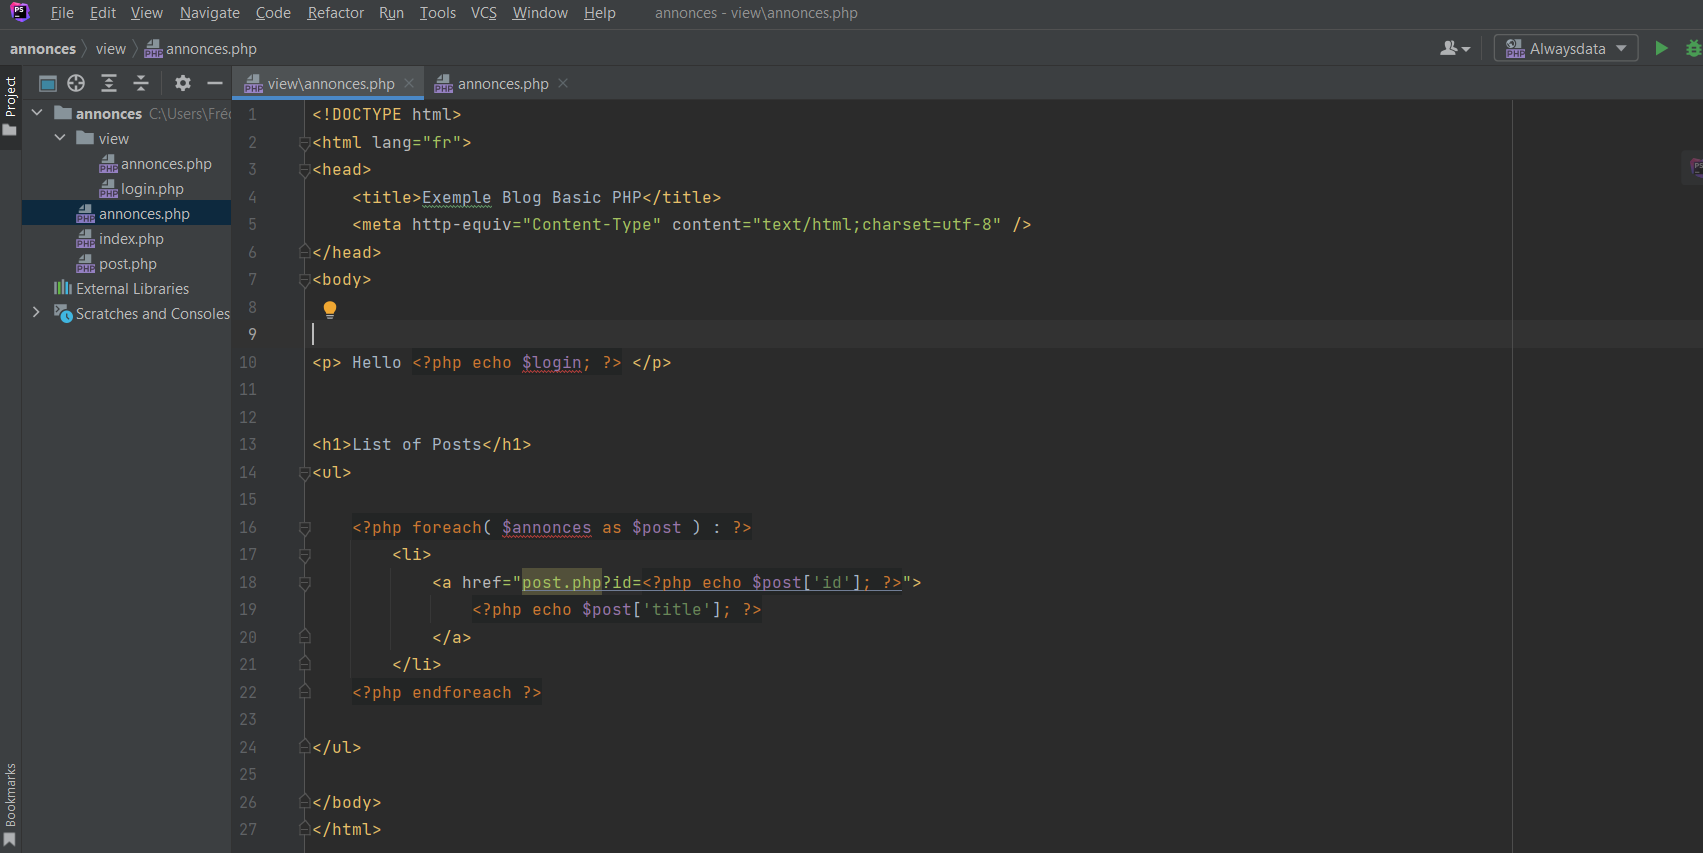 PS File Edit View Navigate Code Refactor Run Tools VCS Window Help annonces - view\annonces.php
annonces view annonces.php Alwaysdata
Project
view\annonces.php annonces.php
annonces C:\Users\Fréd
view
annonces.php
login.php
annonces.php
index.php
post.php
External Libraries
Scratches and Consoles
1 <!DOCTYPE html>
2 <html lang="fr">
3 <head>
4 <title>Exemple Blog Basic PHP</title>
5 <meta http-equiv="Content-Type" content="text/html;charset=utf-8" />
6 </head>
7 <body>
8
9
10 <p> Hello <?php echo $login; ?> </p>
11
12
13 <h1>List of Posts</h1>
14 <ul>
15
16 <?php foreach( $annonces as $post ) : ?>
17 <li>
18 <a href="post.php?id=<?php echo $post['id']; ?>">
19 <?php echo $post['title']; ?>
20 </a>
21 </li>
22 <?php endforeach ?>
23
24 </ul>
25
26 </body>
27 </html>
Bookmarks